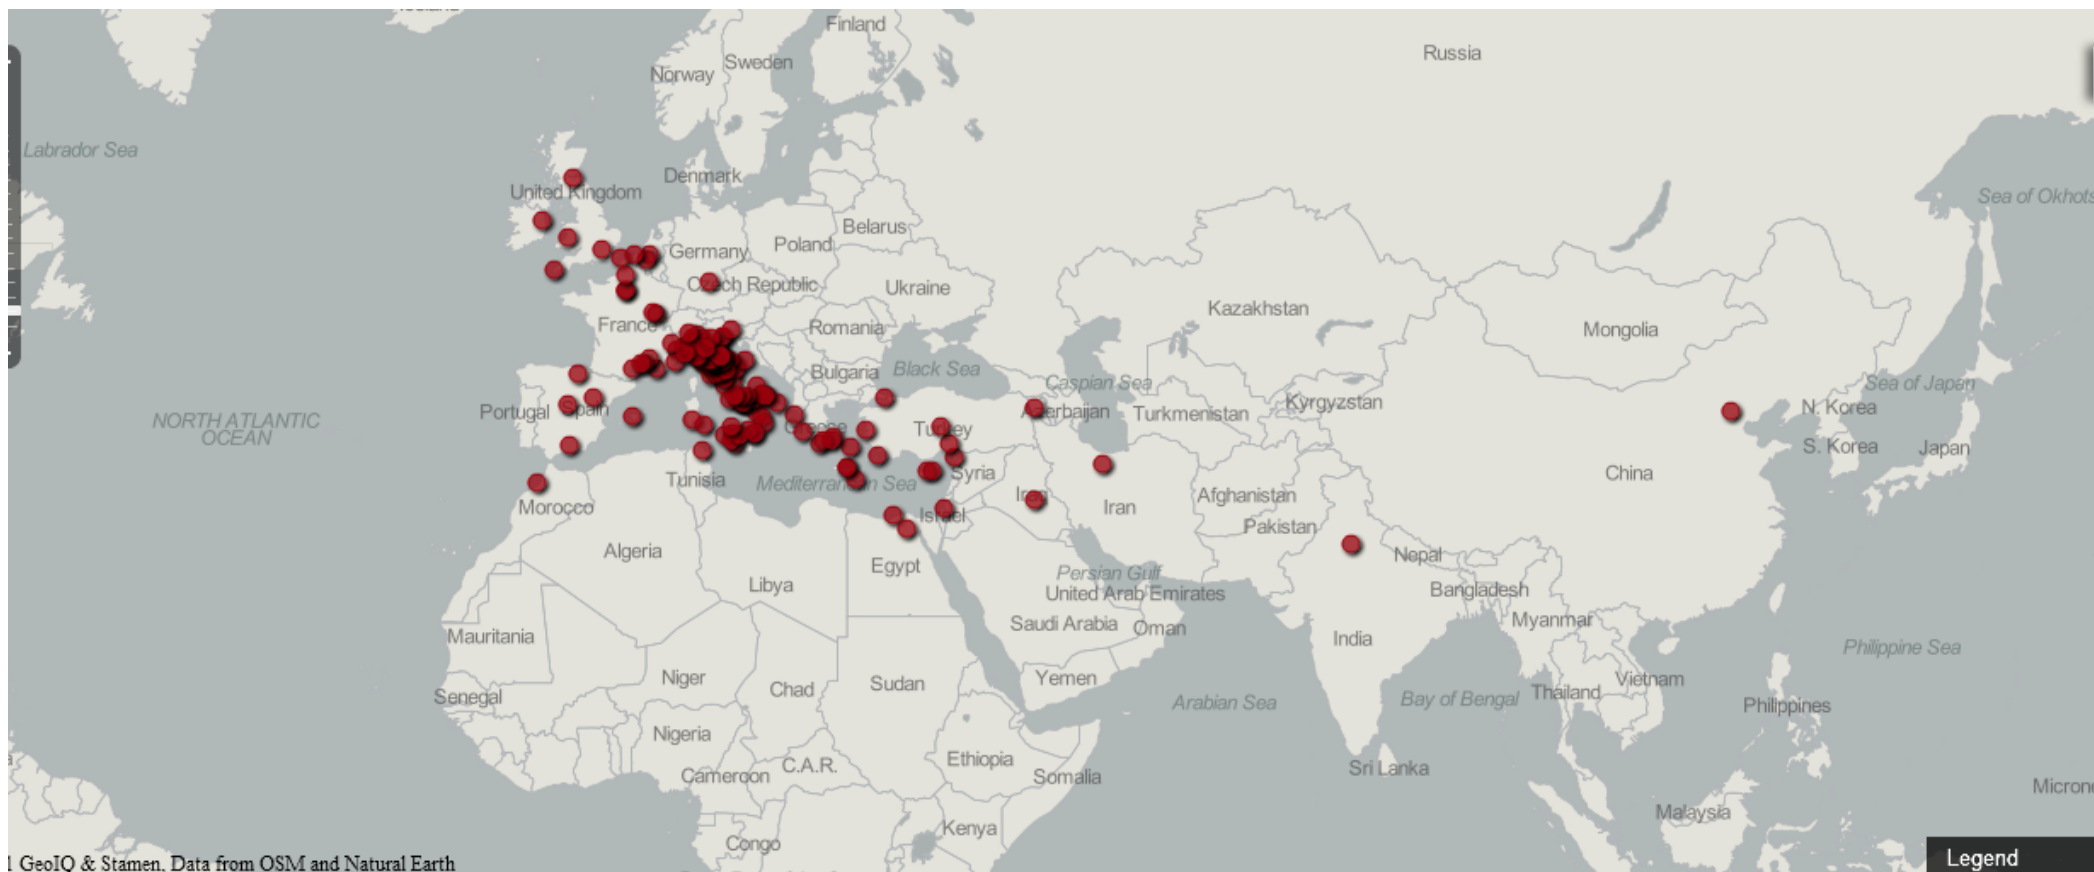 Finland
Russia
Sweden
Norway
Labrador Sea
Denmark
United Kingdom
Sea of Okhots
Belarus
Poland
Germany
Czech Republic
Ukraine
Kazakhstan
France
Romania
Mongolia
Black Sea
Bulgaria
Caspian Sea
Sea of Japan
Kyrgyzstan
N. Korea
Portugal
Spain
Azerbaijan
Turkmenistan
NORTH ATLANTIC
OCEAN
Greece
Turkey
S. Korea
Japan
Syria
China
Tunisia
Mediterranean Sea
Iraq
Afghanistan
Morocco
Israel
Iran
Pakistan
Algeria
Nepal
Egypt
Persian Gulf
Libya
United Arab Emirates
Bangladesh
Saudi Arabia
Oman
Myanmar
Mauritania
India
Philippine Sea
Niger
Chad
Sudan
Yemen
Vietnam
Senegal
Arabian Sea
Bay of Bengal
Thailand
Philippines
Nigeria
Ethiopia
C.A.R.
Cameroon
Somalia
Sri Lanka
Micron
Malaysia
Kenya
Congo
l GeoIQ & Stamen, Data from OSM and Natural Earth
Legend